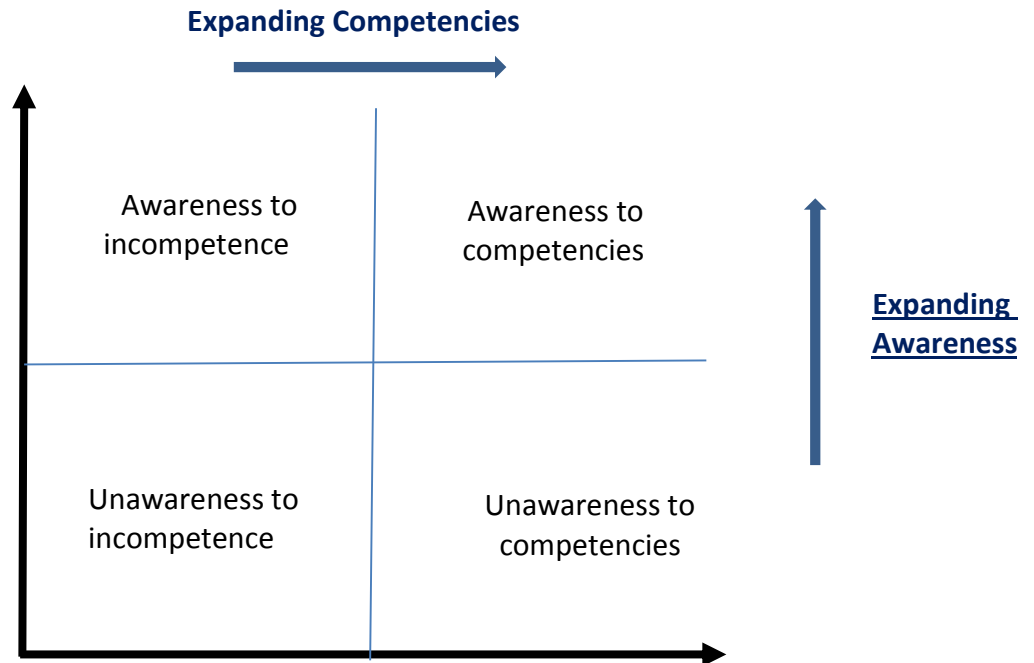 Expanding Competencies
Awareness to
incompetence
Awareness to
competencies
Expanding
Awareness
Unawareness to
incompetence
Unawareness to
competencies